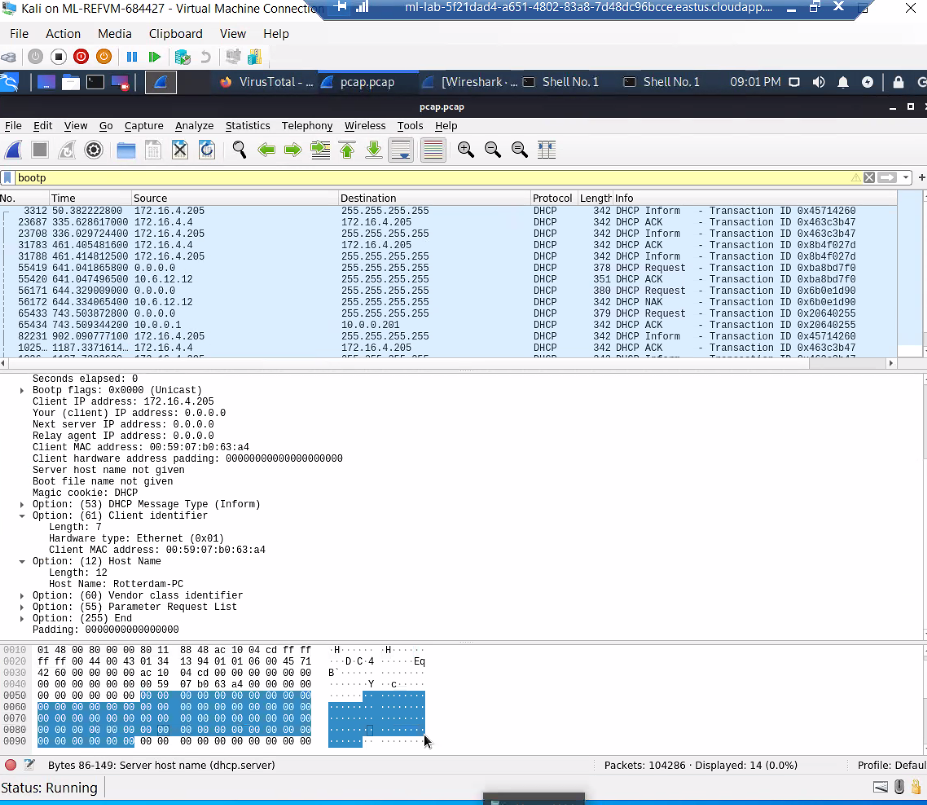 Kali on ML-REFVM-684427 - Virtual Machine Connection
ml-lab-5f21dad4-a651-4802-83a8-7d48dc96bcce.eastus.cloudapp....
File Action Media Clipboard View Help
VirusTotal - ... pcap.pcap [Wireshark · ... Shell No. 1 Shell No. 1 09:01 PM
pcap.pcap
File Edit View Go Capture Analyze Statistics Telephony Wireless Tools Help
bootp
No. Time Source Destination Protocol Length Info
3312 50.382222800 172.16.4.205 255.255.255.255 DHCP 342 DHCP Inform - Transaction ID 0x45714260
23687 335.628617000 172.16.4.4 255.255.255.255 DHCP 342 DHCP ACK - Transaction ID 0x463c3b47
23708 336.029724400 172.16.4.205 255.255.255.255 DHCP 342 DHCP Inform - Transaction ID 0x463c3b47
31783 461.405481600 172.16.4.4 172.16.4.205 DHCP 342 DHCP ACK - Transaction ID 0x8b4f027d
31788 461.414812500 172.16.4.205 255.255.255.255 DHCP 342 DHCP Inform - Transaction ID 0x8b4f027d
55419 641.041865800 0.0.0.0 255.255.255.255 DHCP 378 DHCP Request - Transaction ID 0xba8bd7f0
55420 641.047496500 10.6.12.12 255.255.255.255 DHCP 351 DHCP ACK - Transaction ID 0xba8bd7f0
56171 644.329089000 0.0.0.0 255.255.255.255 DHCP 380 DHCP Request - Transaction ID 0x6b0e1d90
56172 644.334065400 10.6.12.12 255.255.255.255 DHCP 342 DHCP NAK - Transaction ID 0x6b0e1d90
65433 743.503872800 0.0.0.0 255.255.255.255 DHCP 379 DHCP Request - Transaction ID 0x20640255
65434 743.509344200 10.0.0.1 10.0.0.201 DHCP 342 DHCP ACK - Transaction ID 0x20640255
82231 902.090777100 172.16.4.205 255.255.255.255 DHCP 342 DHCP Inform - Transaction ID 0x45714260
1025... 1187.3371614... 172.16.4.4 172.16.4.205 DHCP 342 DHCP ACK - Transaction ID 0x463c3b47
Seconds elapsed: 0
Bootp flags: 0x0000 (Unicast)
Client IP address: 172.16.4.205
Your (client) IP address: 0.0.0.0
Next server IP address: 0.0.0.0
Relay agent IP address: 0.0.0.0
Client MAC address: 00:59:07:b0:63:a4
Client hardware address padding: 00000000000000000000
Server host name not given
Boot file name not given
Magic cookie: DHCP
Option: (53) DHCP Message Type (Inform)
Option: (61) Client identifier
Length: 7
Hardware type: Ethernet (0x01)
Client MAC address: 00:59:07:b0:63:a4
Option: (12) Host Name
Length: 12
Host Name: Rotterdam-PC
Option: (60) Vendor class identifier
Option: (55) Parameter Request List
Option: (255) End
Padding: 0000000000000000
0010 01 48 00 80 00 00 80 11 88 48 ac 10 04 cd ff ff ·H······ ·H······
0020 ff ff 00 44 00 43 01 34 13 94 01 01 06 00 45 71 ···D·C·4 ······Eq
0030 42 60 00 00 00 00 ac 10 04 cd 00 00 00 00 00 00 B`······ ········
0040 00 00 00 00 00 59 07 b0 63 a4 00 00 00 00 00 00 ·····Y·· c·······
0050 00 00 00 00 00 00 00 00 00 00 00 00 00 00 00 00 ········ ········
0060 00 00 00 00 00 00 00 00 00 00 00 00 00 00 00 00 ········ ········
0070 00 00 00 00 00 00 00 00 00 00 00 00 00 00 00 00 ········ ········
0080 00 00 00 00 00 00 00 00 00 00 00 00 00 00 00 00 ········ ········
0090 00 00 00 00 00 00 00 00 00 00 00 00 00 00 00 00 ········ ········
Bytes 86-149: Server host name (dhcp.server) Packets: 104286 · Displayed: 14 (0.0%) Profile: Defaul
Status: Running